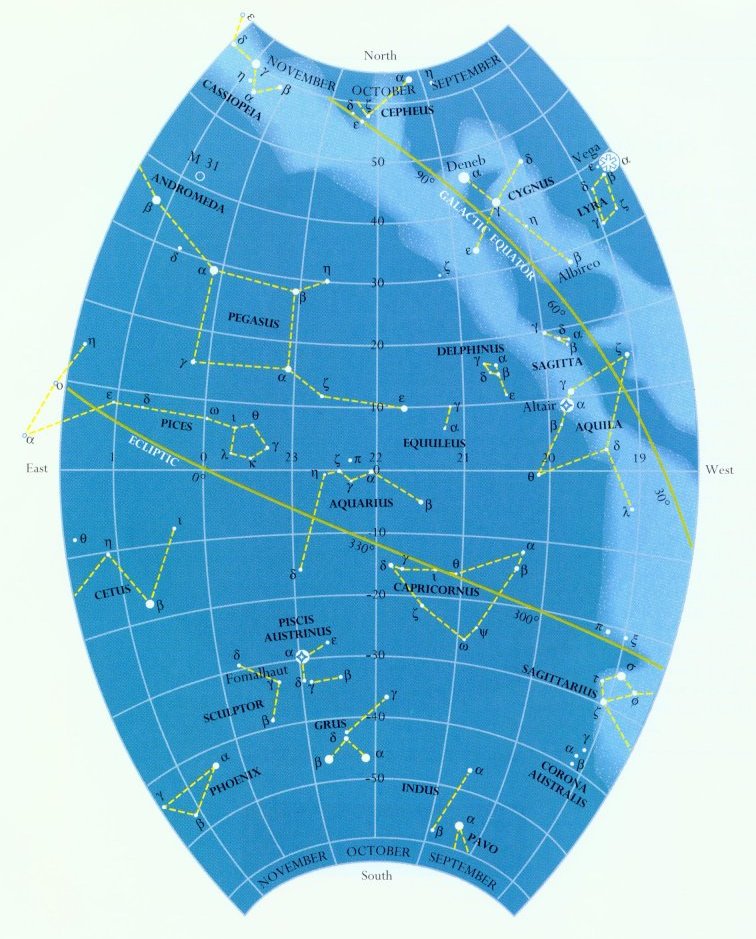 ε
δ
North
NOVEMBER
OCTOBER
SEPTEMBER
γ
η
α
β
CASSIOPEIA
α
η
δ
ζ
ε
CEPHEUS
M 31
50
90°
Deneb
α
δ
CYGNUS
γ
η
ε
β
Albireo
Vega
α
ε
β
δ
ζ
γ
LYRA
ANDROMEDA
β
δ
α
40
GALACTIC EQUATOR
ζ
30
η
β
PEGASUS
γ
α
ζ
ε
20
60°
γ
δ
α
β
SAGITTA
ζ
DELPHINUS
γ
α
δ
β
ε
η
ο
α
ε
δ
ω
PICES
ι
θ
γ
λ
κ
10
γ
α
EQUULEUS
Altair
α
γ
β
AQUILA
δ
θ
λ
ECLIPTIC
East
1
0
23
0
21
20
19
West
0°
η
ζ
π
γ
α
AQUARIUS
β
δ
30°
-10
330°
θ
η
ι
CETUS
β
δ
γ
ι
θ
α
β
CAPRICORNUS
ζ
ψ
ω
300°
-20
PISCIS
AUSTRINUS
α
ε
Fomalhaut
δ
γ
β
-30
π
ξ
SAGITTARIUS
σ
τ
φ
ζ
δ
γ
SCULPTOR
β
GRUS
γ
δ
β
α
-40
α
PHOENIX
γ
β
-50
INDUS
α
β
α
PAVO
γ
α
β
CORONA
AUSTRALIS
NOVEMBER
OCTOBER
SEPTEMBER
South